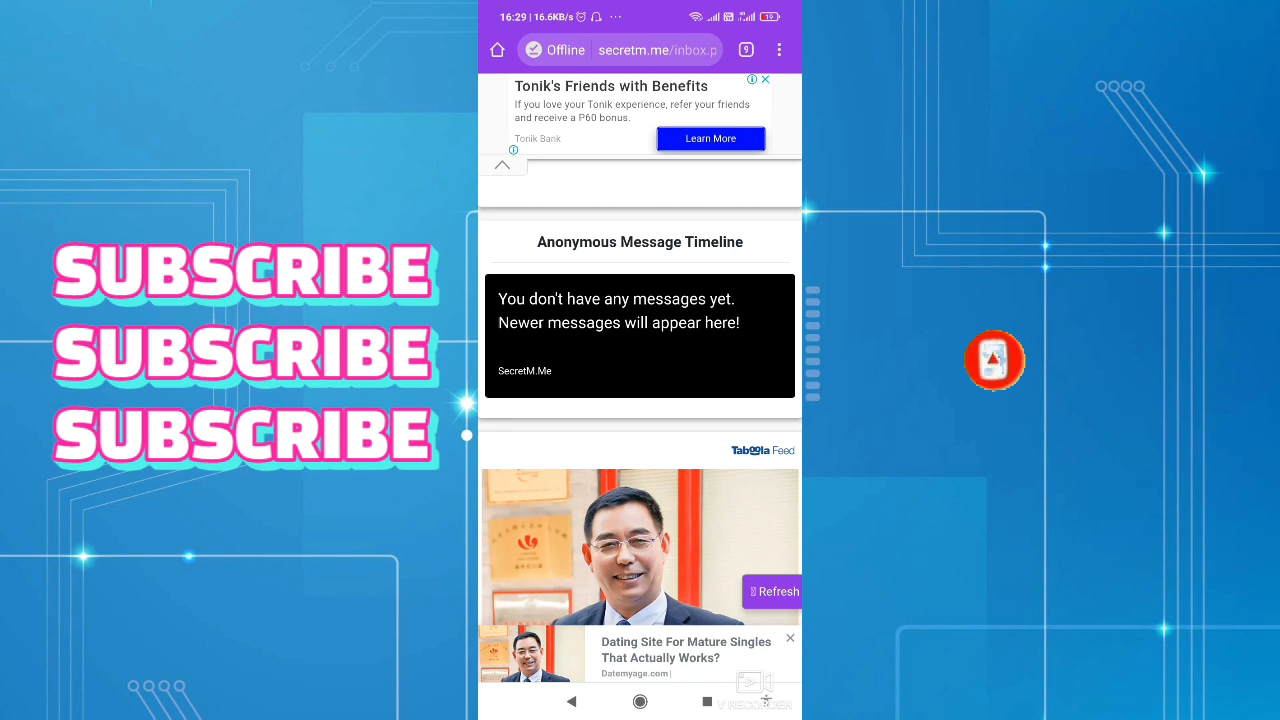 SUBSCRIBE
SUBSCRIBE
SUBSCRIBE
16:29 | 16.6KB/s ...
19
Offline secretm.me/inbox.p
9
Tonik's Friends with Benefits
If you love your Tonik experience, refer your friends
and receive a P60 bonus.
Tonik Bank
Learn More
Anonymous Message Timeline
You don't have any messages yet.
Newer messages will appear here!
SecretM.Me
Taboola Feed
Refresh
Dating Site For Mature Singles
That Actually Works?
Datemyage.com |
V RECORDER